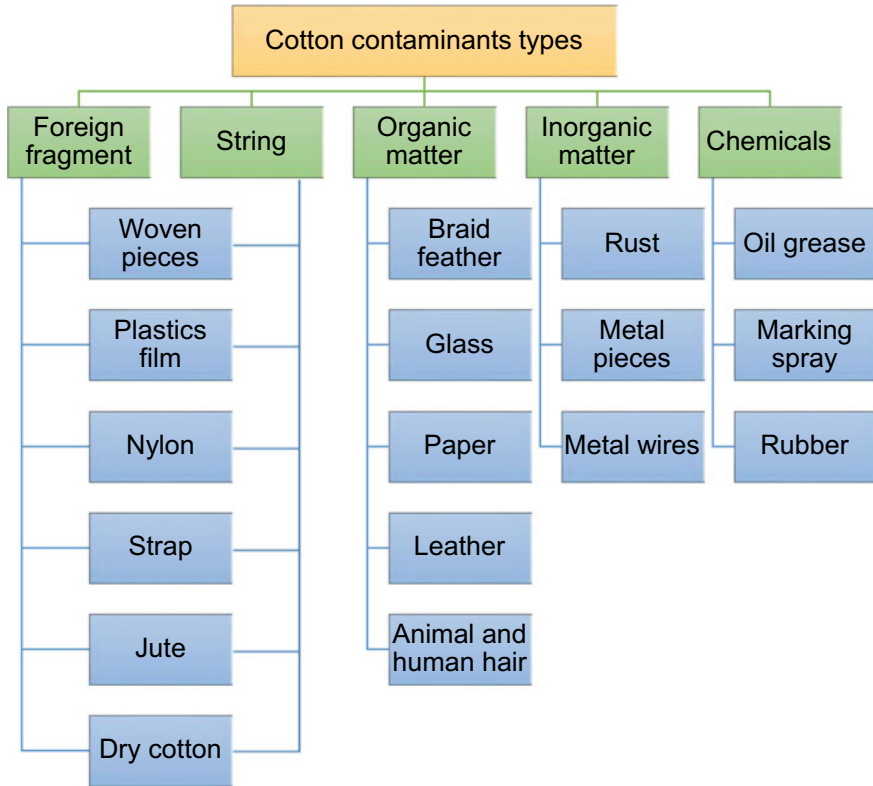 Cotton contaminants types
Foreign
fragment
String
Organic
matter
Inorganic
matter
Chemicals
Woven
pieces
Plastics
film
Nylon
Strap
Jute
Dry cotton
Braid
feather
Glass
Paper
Leather
Animal and
human hair
Rust
Metal
pieces
Metal wires
Oil grease
Marking
spray
Rubber